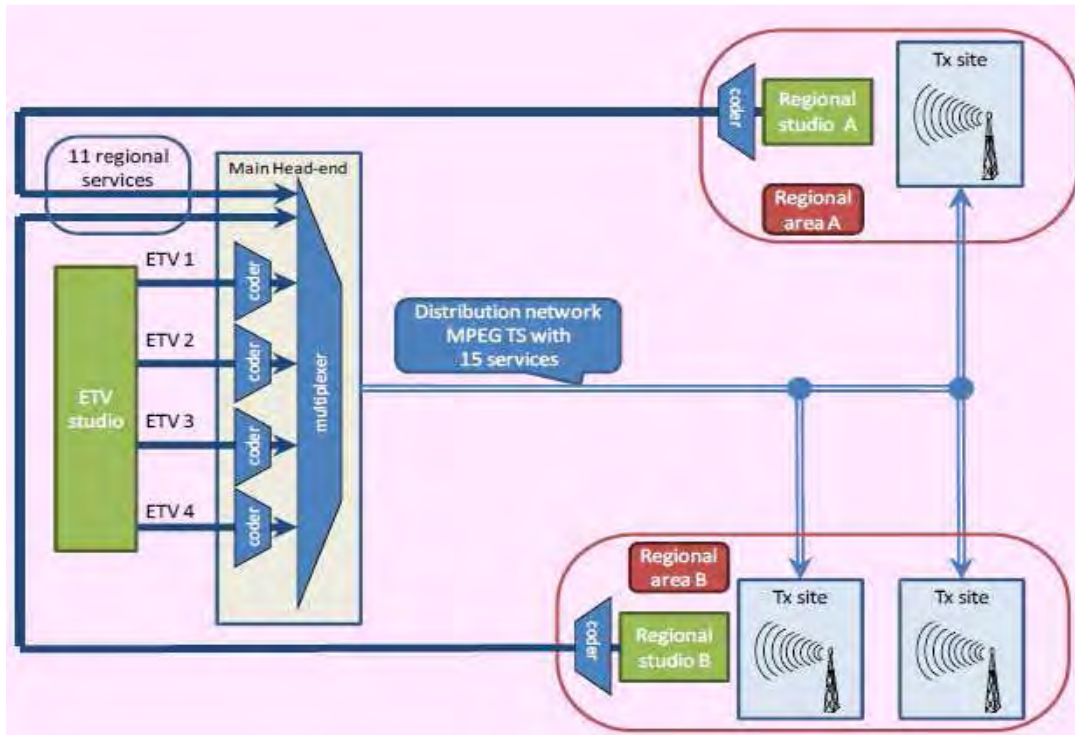 Tx site
coder
Regional
studio A
Regional
area A
11 regional
services
Main Head-end
ETV 1
coder
ETV 2
coder
ETV 3
coder
ETV 4
coder
ETV
studio
multiplexer
Distribution network
MPEG TS with
15 services
Regional
area B
coder
Regional
studio B
Tx site
Tx site